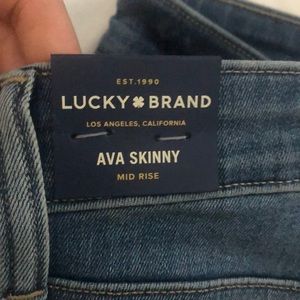 EST. 1990
LUCKY BRAND
LOS ANGELES, CALIFORNIA
AVA SKINNY
MID RISE